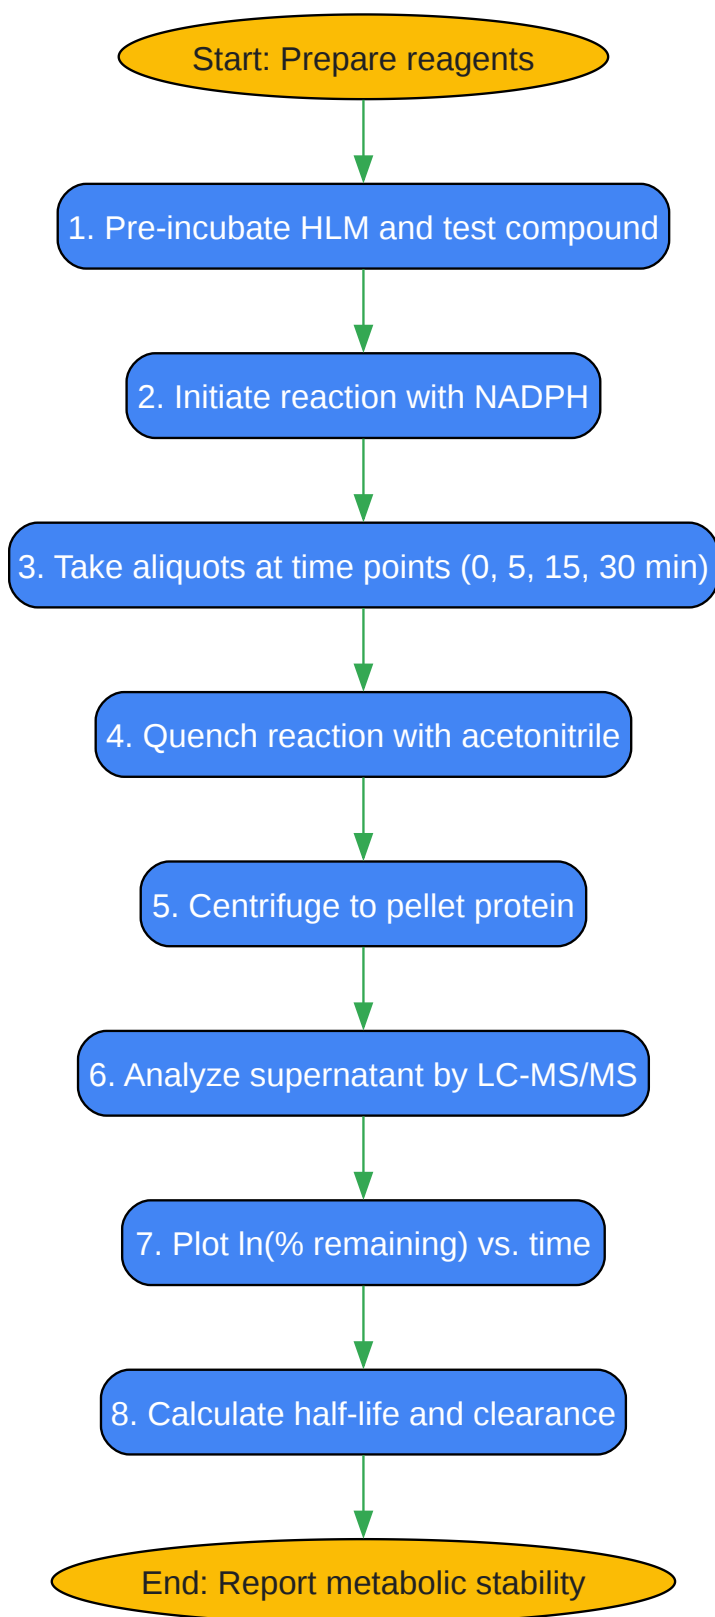 Start: Prepare reagents
1. Pre-incubate HLM and test compound
2. Initiate reaction with NADPH
3. Take aliquots at time points (0, 5, 15, 30 min)
4. Quench reaction with acetonitrile
5. Centrifuge to pellet protein
6. Analyze supernatant by LC-MS/MS
7. Plot ln(% remaining) vs. time
8. Calculate half-life and clearance
End: Report metabolic stability